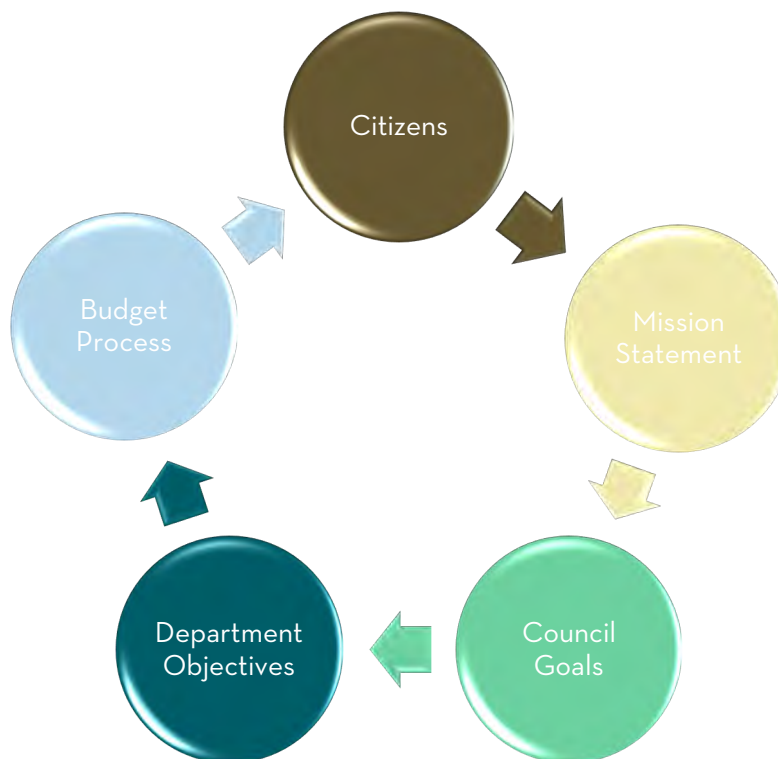 Citizens
Mission
Statement
Council
Goals
Department
Objectives
Budget
Process